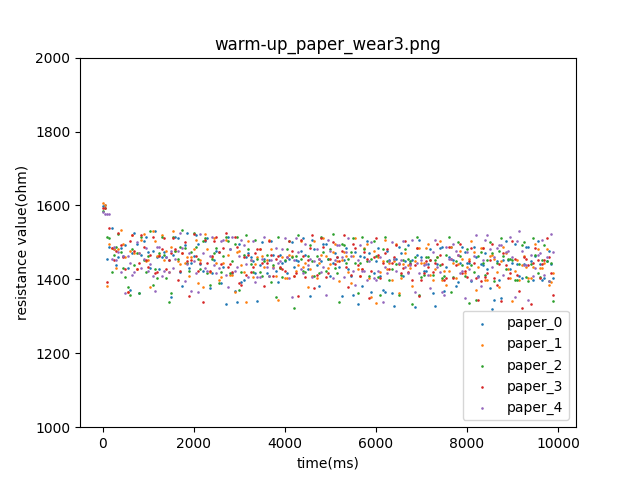 warm-up_paper_wear3.png
2000
1800
1600
1400
1200
1000
resistance value(ohm)
0
2000
4000
6000
8000
10000
time(ms)
paper_0
paper_1
paper_2
paper_3
paper_4